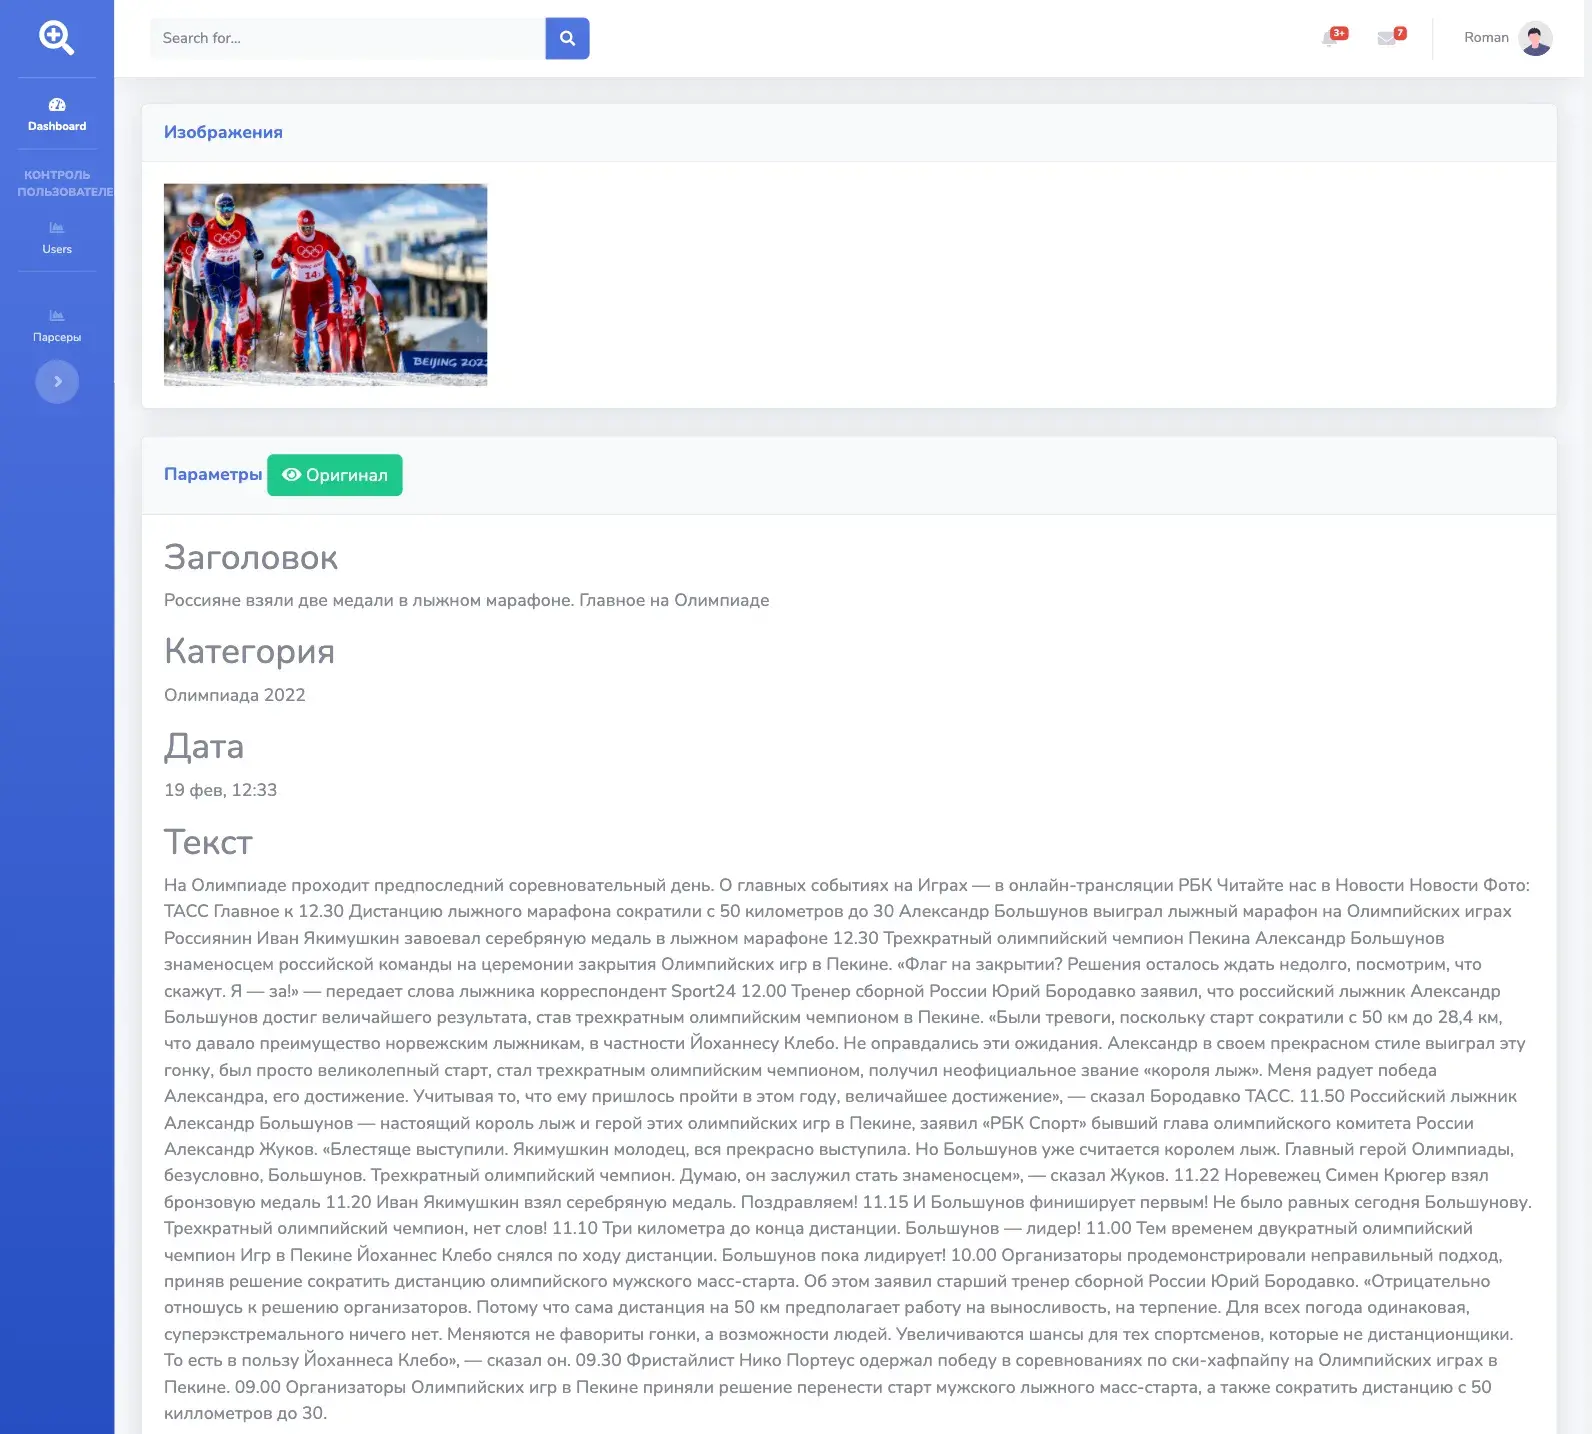 Search for...
3+
7
Roman
Dashboard
КОНТРОЛЬ
ПОЛЬЗОВАТЕЛЕ
Users
Парсеры
Изображения
16
14
BEIJING 2022
Параметры
Оригинал
Заголовок
Россияне взяли две медали в лыжном марафоне. Главное на Олимпиаде
Категория
Олимпиада 2022
Дата
19 фев, 12:33
Текст
На Олимпиаде проходит предпоследний соревновательный день. О главных событиях на Играх — в онлайн-трансляции РБК Читайте нас в Новости Новости Фото:
ТАСС Главное к 12.30 Дистанцию лыжного марафона сократили с 50 километров до 30 Александр Большунов выиграл лыжный марафон на Олимпийских играх
Россиянин Иван Якимушкин завоевал серебряную медаль в лыжном марафоне 12.30 Трехкратный олимпийский чемпион Пекина Александр Большунов
знаменосцем российской команды на церемонии закрытия Олимпийских игр в Пекине. «Флаг на закрытии? Решения осталось ждать недолго, посмотрим, что
скажут. Я — за!» — передает слова лыжника корреспондент Sport24 12.00 Тренер сборной России Юрий Бородавко заявил, что российский лыжник Александр
Большунов достиг величайшего результата, став трехкратным олимпийским чемпионом в Пекине. «Были тревоги, поскольку старт сократили с 50 км до 28,4 км,
что давало преимущество норвежским лыжникам, в частности Йоханнесу Клебо. Не оправдались эти ожидания. Александр в своем прекрасном стиле выиграл эту
гонку, был просто великолепный старт, стал трехкратным олимпийским чемпионом, получил неофициальное звание «короля лыж». Меня радует победа
Александра, его достижение. Учитывая то, что ему пришлось пройти в этом году, величайшее достижение», — сказал Бородавко ТАСС. 11.50 Российский лыжник
Александр Большунов — настоящий король лыж и герой этих олимпийских игр в Пекине, заявил «РБК Спорт» бывший глава олимпийского комитета России
Александр Жуков. «Блестяще выступили. Якимушкин молодец, вся прекрасно выступила. Но Большунов уже считается королем лыж. Главный герой Олимпиады,
безусловно, Большунов. Трехкратный олимпийский чемпион. Думаю, он заслужил стать знаменосцем», — сказал Жуков. 11.22 Норвежец Симен Крюгер взял
бронзовую медаль 11.20 Иван Якимушкин взял серебряную медаль. Поздравляем! 11.15 И Большунов финиширует первым! Не было равных сегодня Большунову.
Трехкратный олимпийский чемпион, нет слов! 11.10 Три километра до конца дистанции. Большунов — лидер! 11.00 Тем временем двукратный олимпийский
чемпион Игр в Пекине Йоханнес Клебо снялся по ходу дистанции. Большунов пока лидирует! 10.00 Организаторы продемонстрировали неправильный подход,
приняв решение сократить дистанцию олимпийского мужского масс-старта. Об этом заявил старший тренер сборной России Юрий Бородавко. «Отрицательно
отношусь к решению организаторов. Потому что сама дистанция на 50 км предполагает работу на выносливость, на терпение. Для всех погода одинаковая,
суперэкстремального ничего нет. Меняются не фавориты гонки, а возможности людей. Увеличиваются шансы для тех спортсменов, которые не дистанционщики.
То есть в пользу Йоханнеса Клебо», — сказал он. 09.30 Фристайлист Нико Портеус одержал победу в соревнованиях по ски-хафпайпу на Олимпийских играх в
Пекине. 09.00 Организаторы Олимпийских игр в Пекине приняли решение перенести старт мужского лыжного масс-старта, а также сократить дистанцию с 50
киллометров до 30.